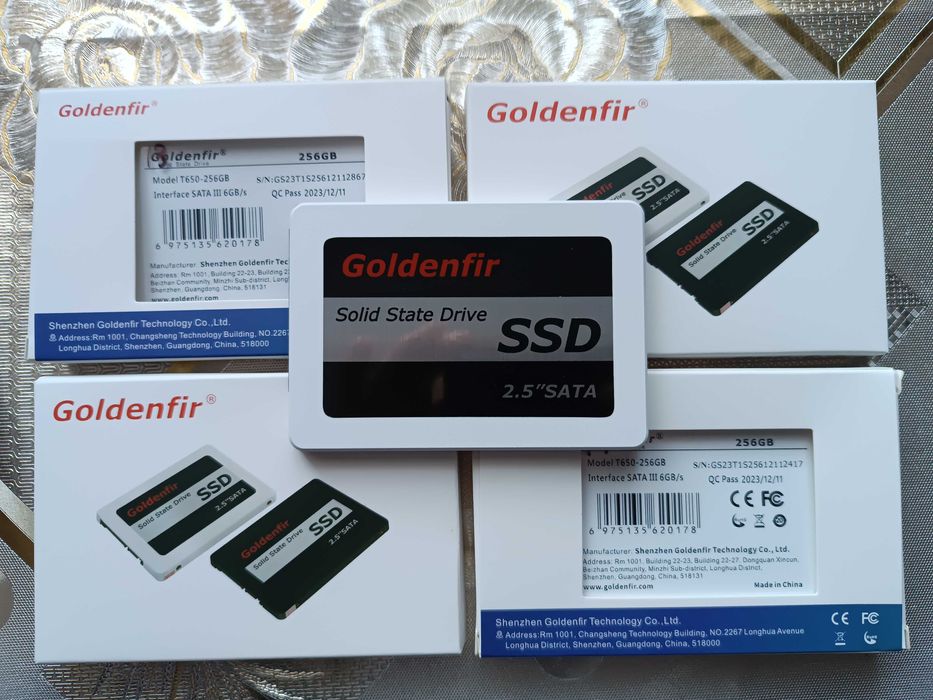 Goldenfir®
Goldenfir®
256GB
Solid State Drive
Model T650-256GB
S/N:GS23T1S25612112867
Interface SATA III 6GB/s
QC Pass 2023/12/11
6 975135 620178
Manufacturer: Shenzhen Goldenfir
Address: Rm 1001, Building 22-23, Building
Beizhan Community, Minzhi Sub-district, Longhua
Shenzhen, Guangdong, China, 518131
www.goldenfir.com
Shenzhen Goldenfir Technology Co.,Ltd.
Address:Rm 1001, Changsheng Technology Building, NO.2267
Longhua District, Shenzhen, Guangdong, China, 518000
Goldenfir®
Goldenfir
SSD
2.5"SATA
Goldenfir
Solid State Drive
SSD
2.5"SATA
Goldenfir
Solid State Drive
SSD
2.5"SATA
Goldenfir®
Goldenfir
Solid State Drive
SSD
2.5"SATA
Goldenfir
Solid State Drive
SSD
2.5"SATA
256GB
Model T650-256GB
S/N:GS23T1S25612112417
Interface SATA III 6GB/s
QC Pass 2023/12/11
CE FC
6 975135 620178
Manufacturer: Shenzhen Goldenfir Technology Co., Ltd.
Address: Rm 1001, Building 22-23, Building 22-27, Dongquan Xincun,
Beizhan Community, Minzhi Sub-district, Longhua District,
Shenzhen, Guangdong, China, 518131
www.goldenfir.com
Made in China
Shenzhen Goldenfir Technology Co.,Ltd.
CE FC
Address:Rm 1001, Changsheng Technology Building, NO.2267 Longhua Avenue
Longhua District, Shenzhen, Guangdong, China, 518000